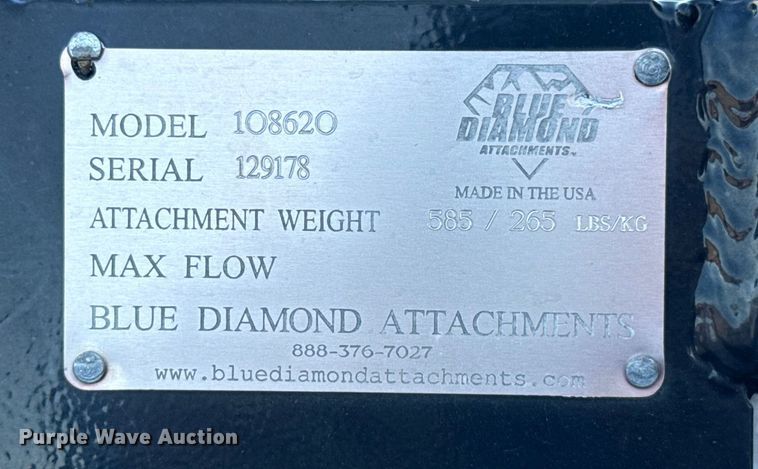 BLUE
DIAMOND
ATTACHMENTS
MADE IN THE USA
MODEL 108620
SERIAL 129178
ATTACHMENT WEIGHT 585 / 265 LBS/KG
MAX FLOW
BLUE DIAMOND ATTACHMENTS
888-376-7027
www.bluediamondattachments.com
Purple Wave Auction